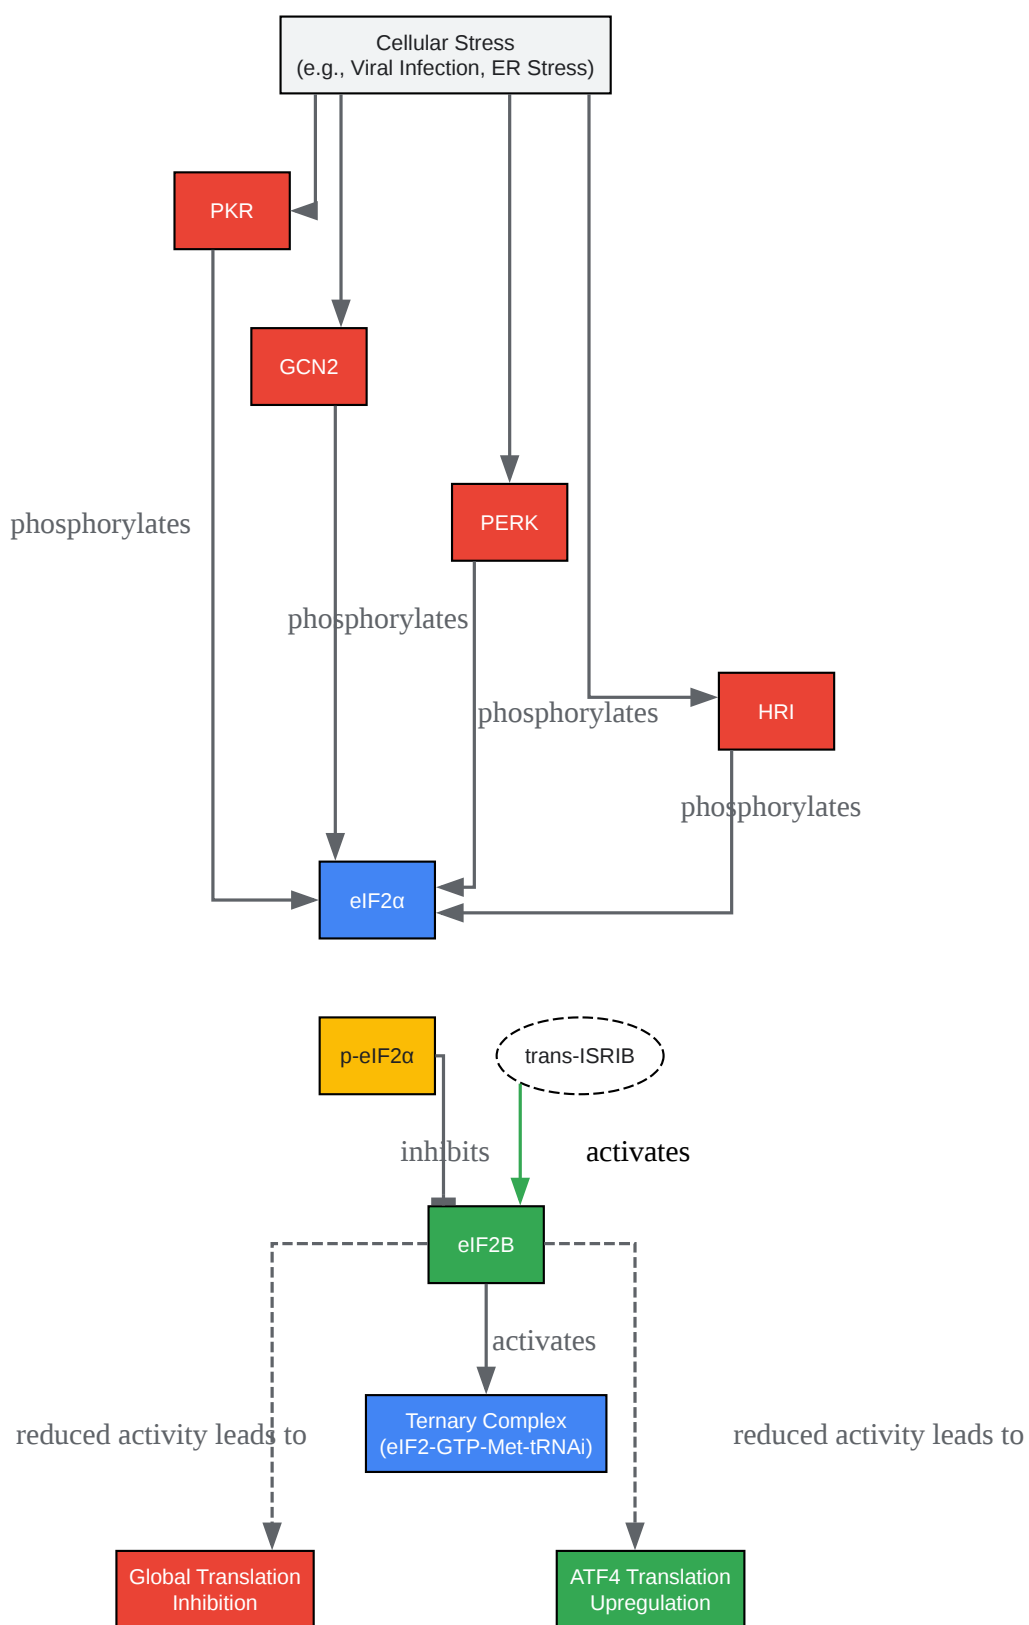 Cellular Stress
(e.g., Viral Infection, ER Stress)
PKR
GCN2
PERK
phosphorylates
phosphorylates
phosphorylates
HRI
phosphorylates
eIF2α
p-eIF2α
trans-ISRIB
inhibits
activates
eIF2B
activates
Ternary Complex
(eIF2-GTP-Met-tRNAi)
reduced activity leads to
reduced activity leads to
Global Translation
Inhibition
ATF4 Translation
Upregulation